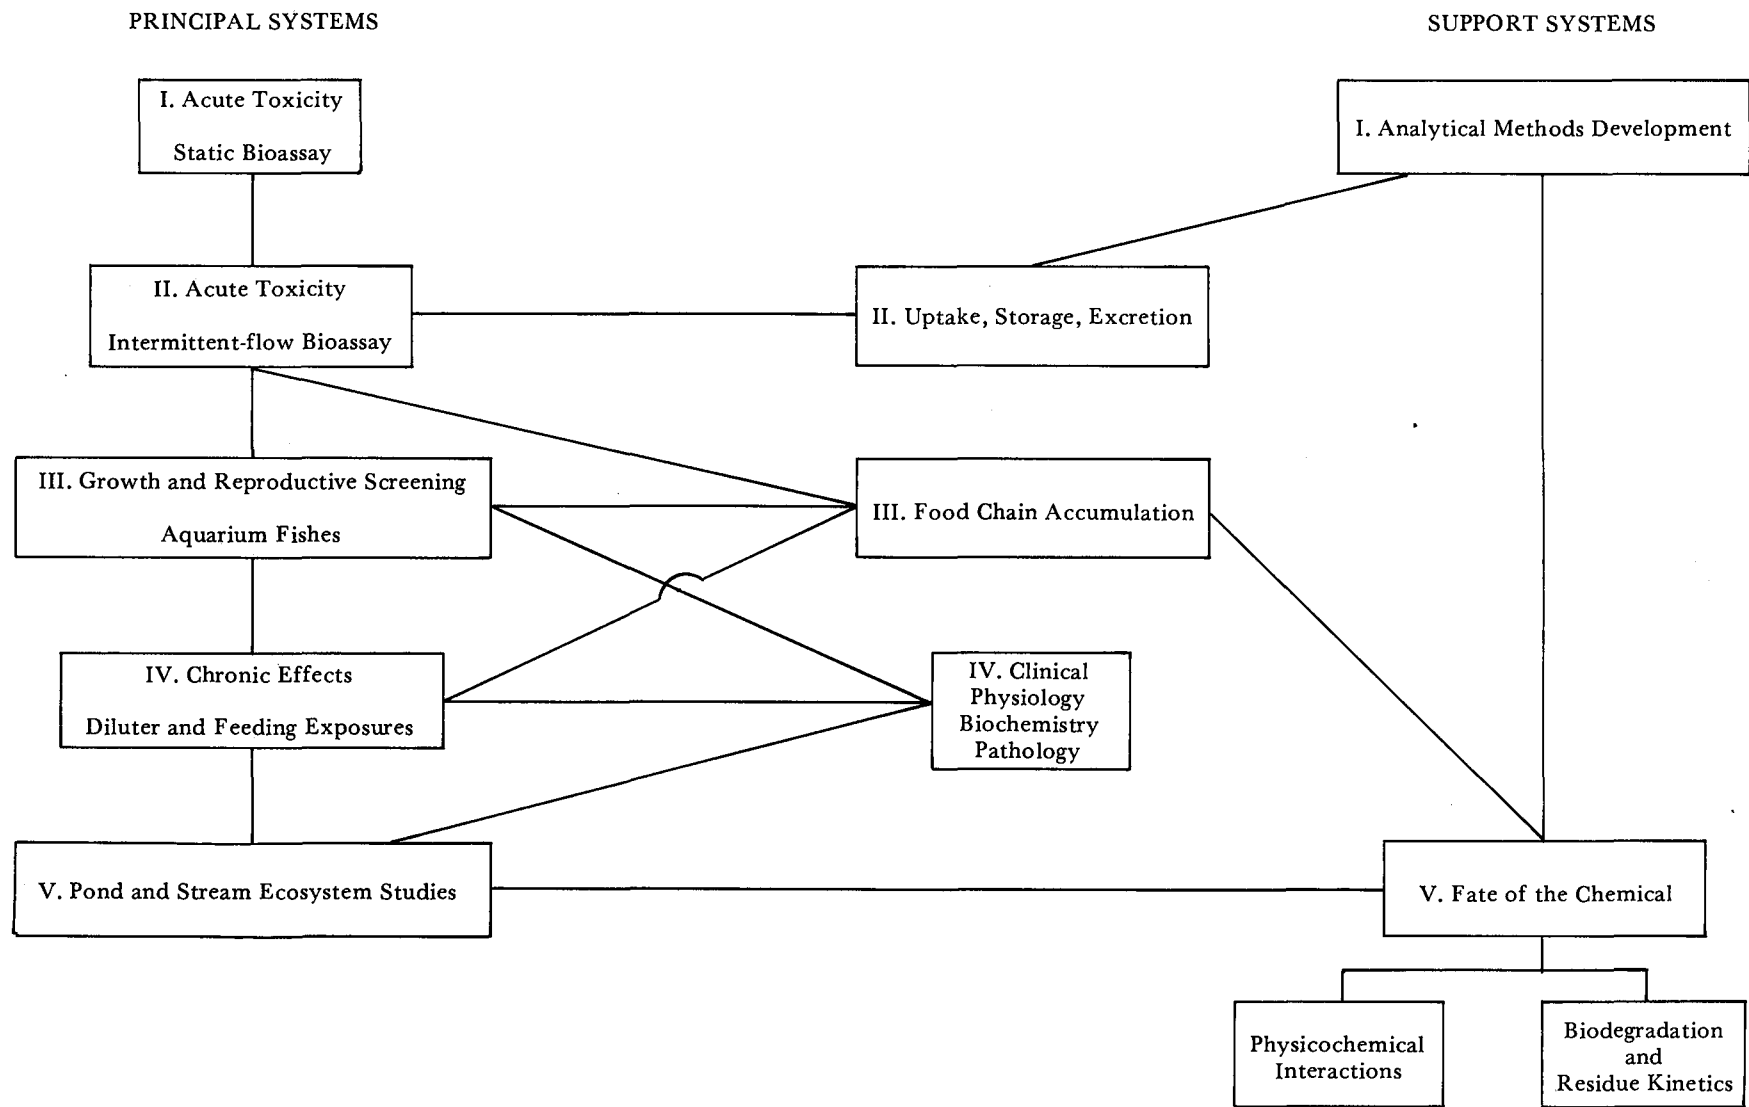 PRINCIPAL SYSTEMS
SUPPORT SYSTEMS
I. Acute Toxicity
Static Bioassay
I. Analytical Methods Development
II. Acute Toxicity
Intermittent-flow Bioassay
II. Uptake, Storage, Excretion
III. Growth and Reproductive Screening
Aquarium Fishes
III. Food Chain Accumulation
IV. Chronic Effects
Diluter and Feeding Exposures
IV. Clinical
Physiology
Biochemistry
Pathology
V. Pond and Stream Ecosystem Studies
V. Fate of the Chemical
Physicochemical
Interactions
Biodegradation
and
Residue Kinetics